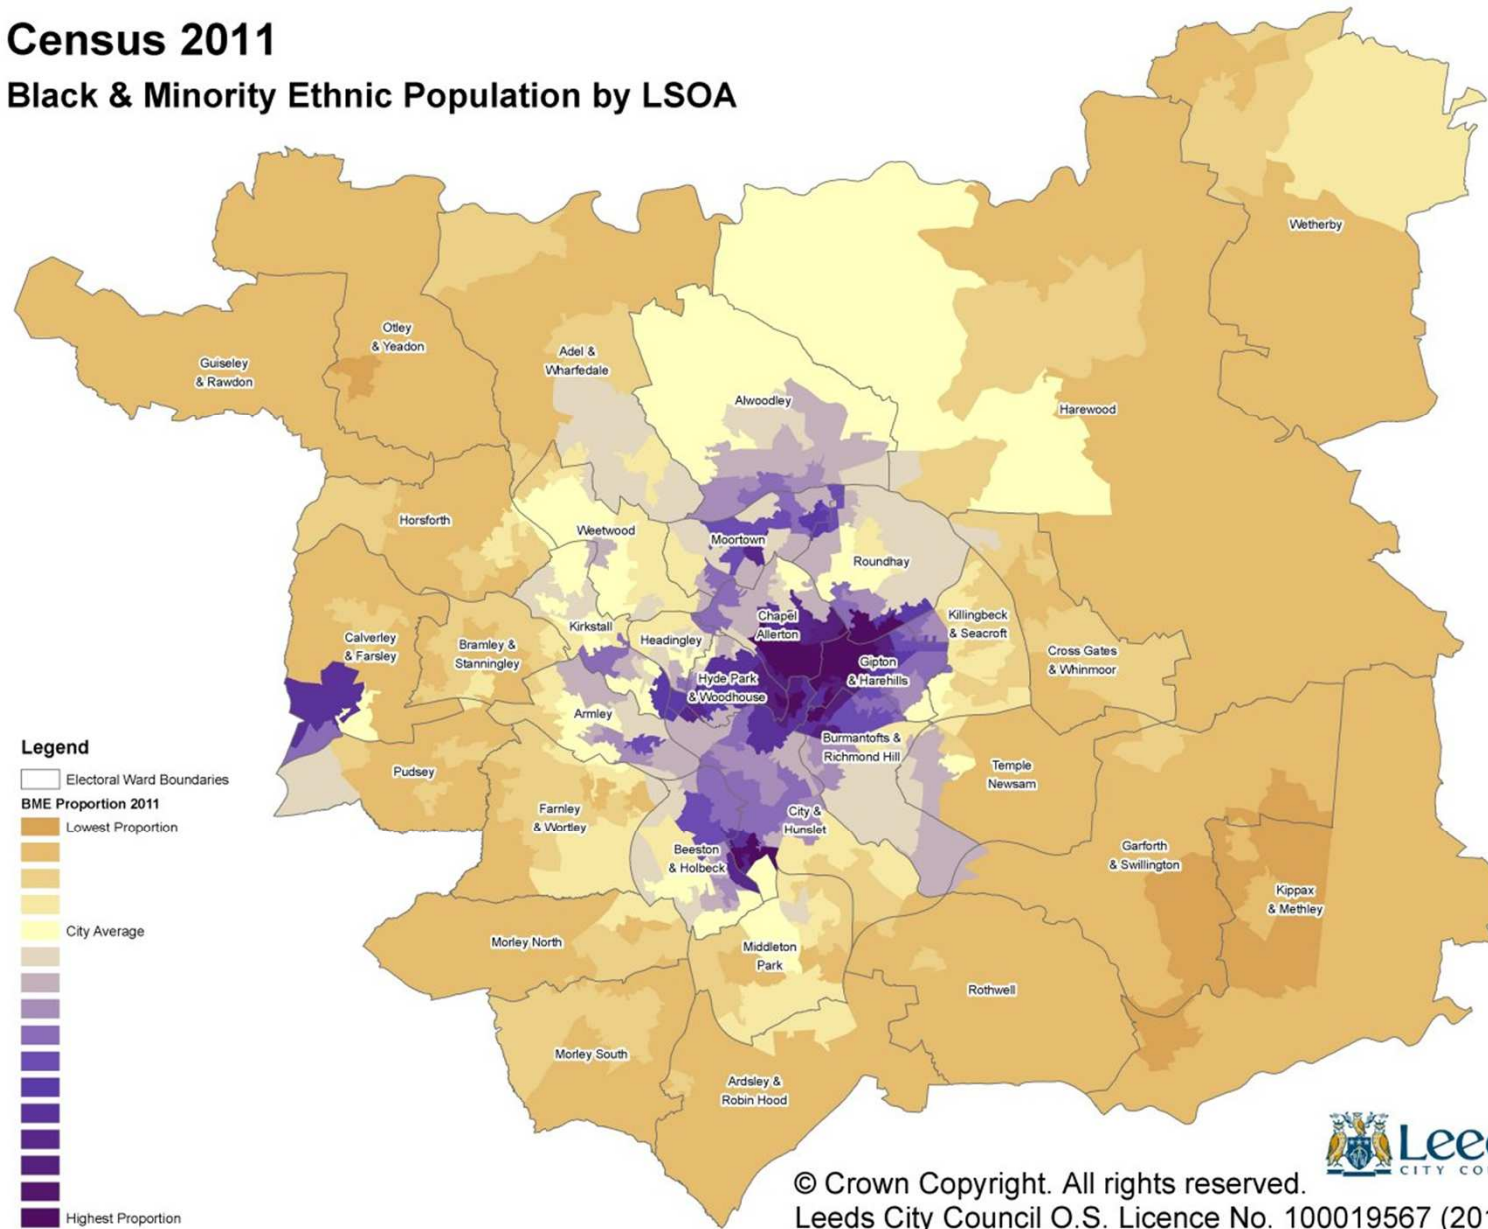 Census 2011
Black & Minority Ethnic Population by LSOA
Wetherby
Otley
& Yeadon
Guiseley
& Rawdon
Adel &
Wharfedale
Alwoodley
Harewood
Horsforth
Weetwood
Moortown
Roundhay
Chapel
Allerton
Killingbeck
& Seacroft
Kirkstall
Headingley
Calverley
& Farsley
Bramley &
Stanningley
Cross Gates
& Whinmoor
Gipton
& Harehills
Hyde Park
& Woodhouse
Armley
Burmantofts &
Richmond Hill
Pudsey
Temple
Newsam
Farnley
& Wortley
City &
Hunslet
Beeston
& Holbeck
Garforth
& Swillington
Kippax
& Methley
Morley North
Middleton
Park
Rothwell
Morley South
Ardsley &
Robin Hood
Legend
Electoral Ward Boundaries
BME Proportion 2011
Lowest Proportion
City Average
Highest Proportion
Lee
CITY CO
© Crown Copyright. All rights reserved.
Leeds City Council O.S. Licence No. 100019567 (201